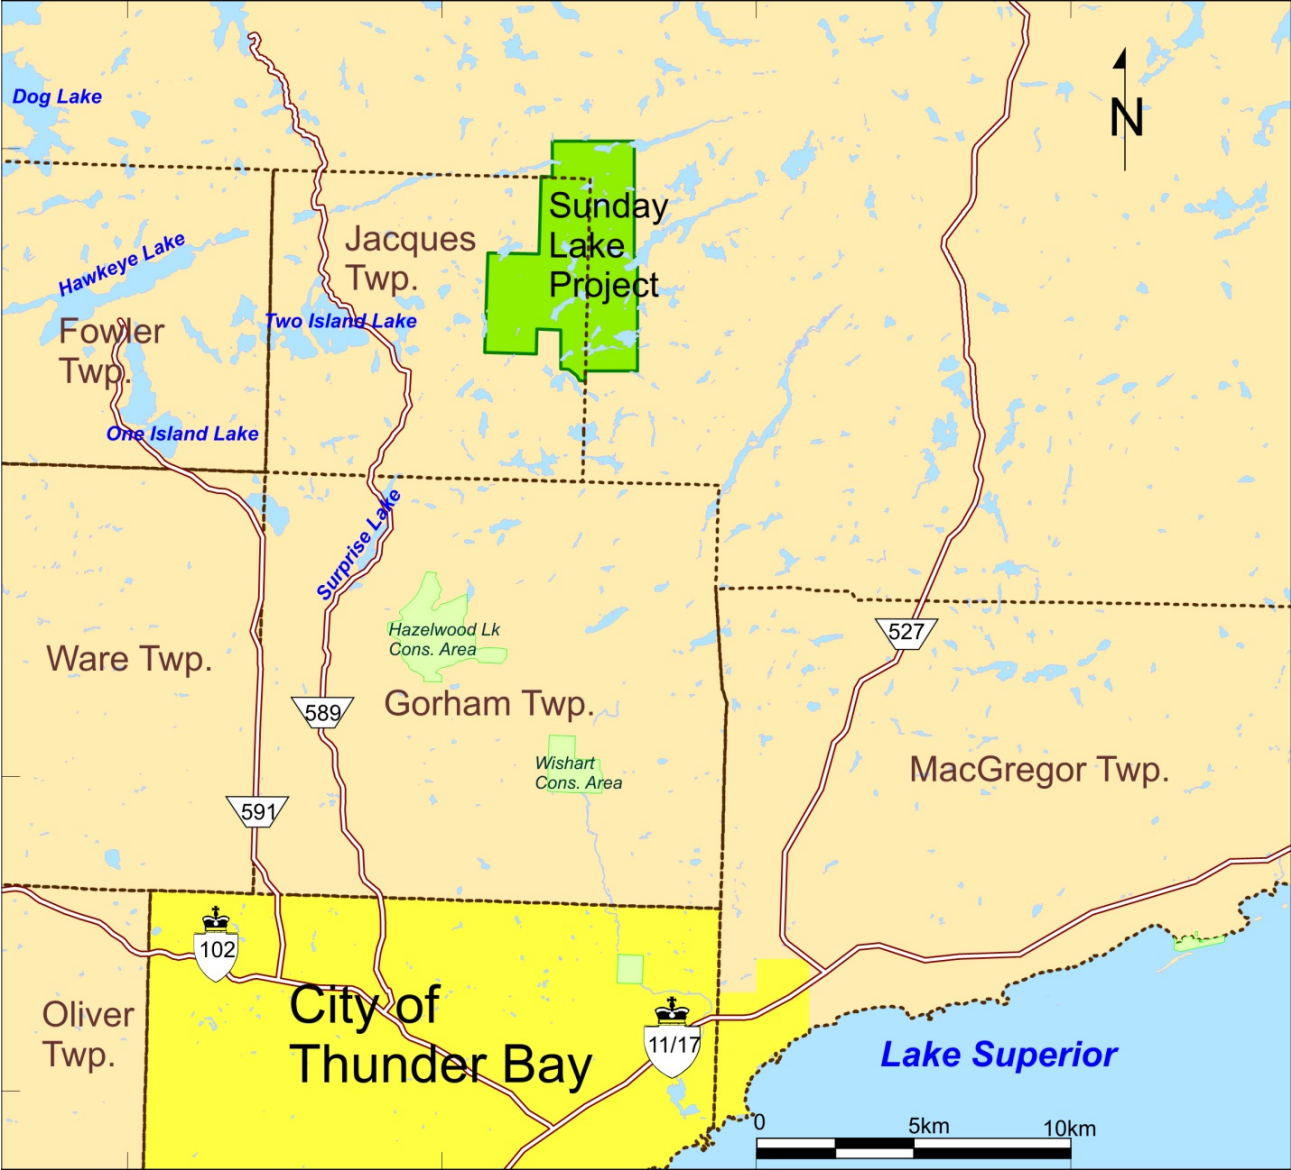 Dog Lake
N
Sunday
Lake
Project
Jacques
Twp.
Hawkeye Lake
Two Island Lake
Fowler
Twp.
One Island Lake
Surprise Lake
Hazelwood Lk
Cons. Area
527
Ware Twp.
589
Gorham Twp.
Wishart
Cons. Area
MacGregor Twp.
591
102
City of
Thunder Bay
Oliver
Twp.
11/17
Lake Superior
0 5km 10km